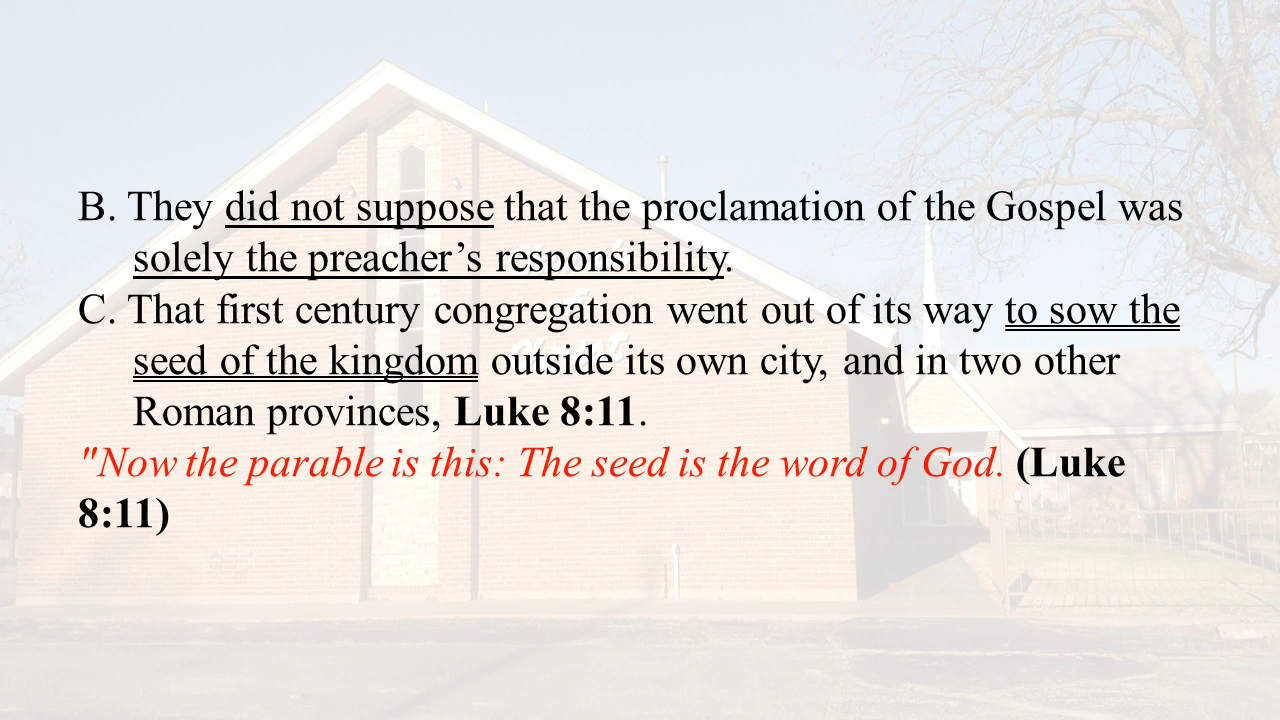 B. They did not suppose that the proclamation of the Gospel was
solely the preacher’s responsibility.
C. That first century congregation went out of its way to sow the
seed of the kingdom outside its own city, and in two other
Roman provinces, Luke 8:11.
"Now the parable is this: The seed is the word of God. (Luke
8:11)